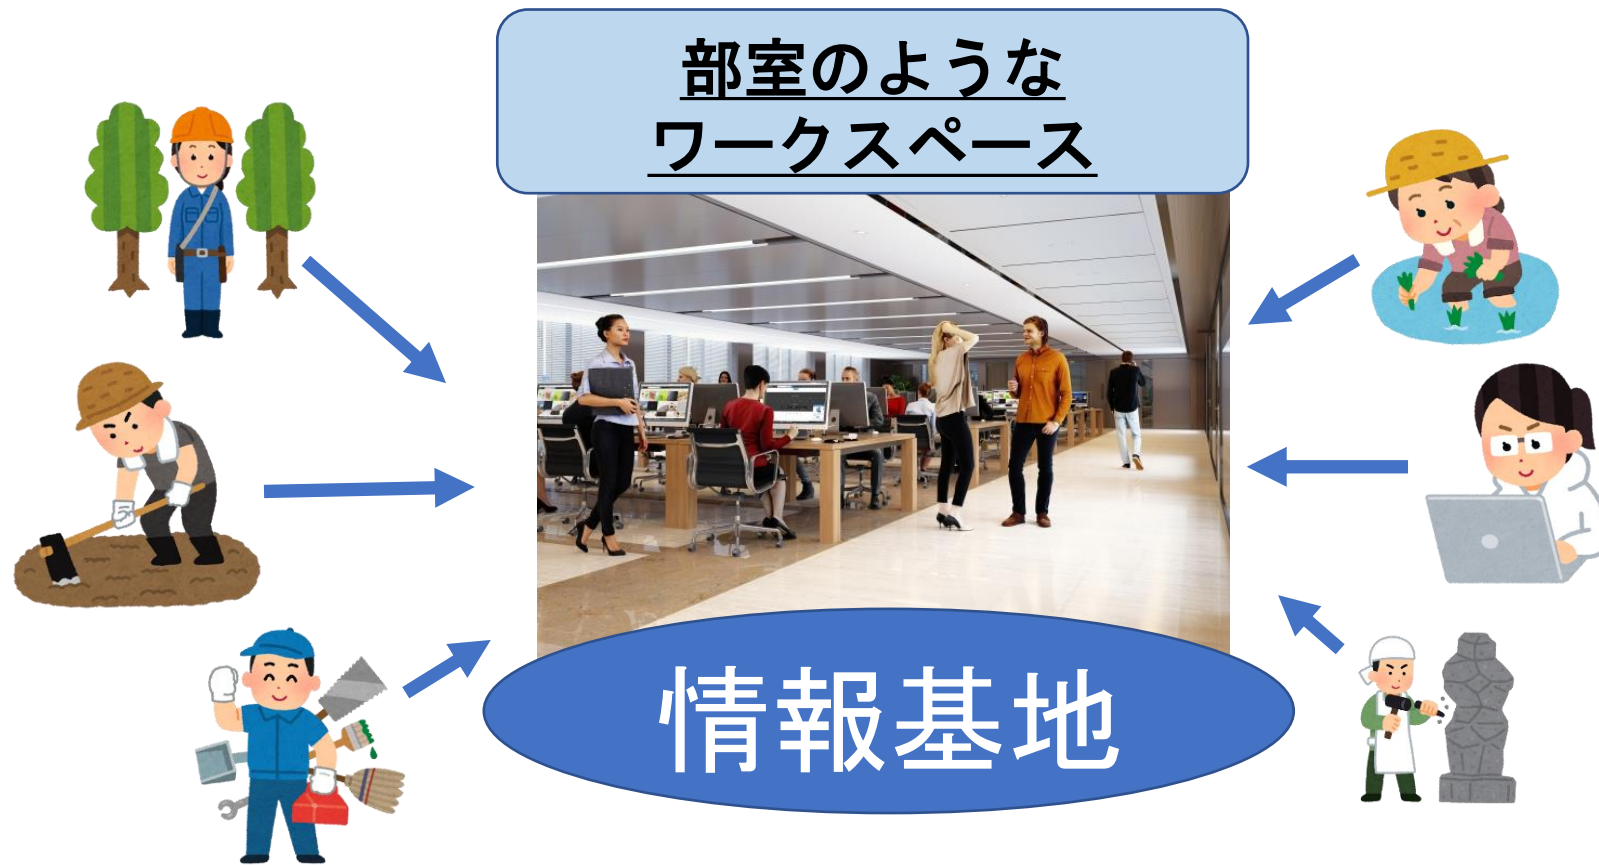 部室のような
ワークスペース
情報基地